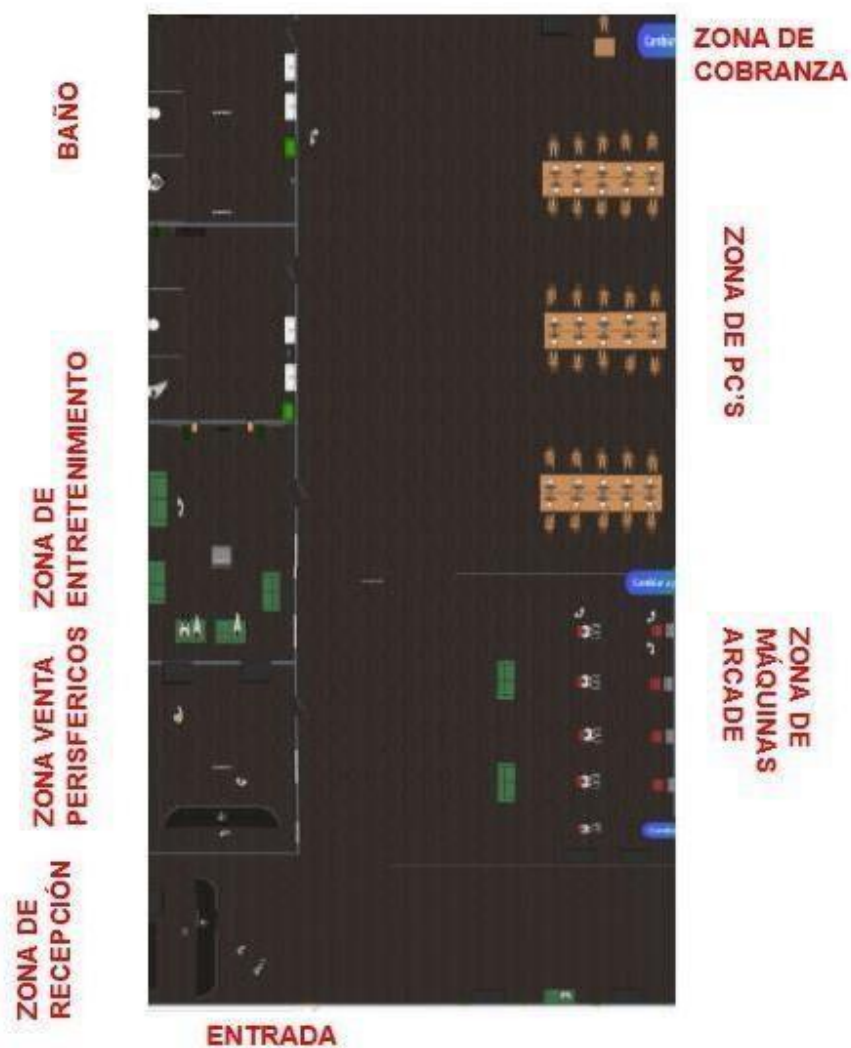 ZONA DE
COBRANZA
BAÑO
ZONA DE PC'S
ZONA DE
ENTRETENIMIENTO
ZONA DE
MÁQUINAS
ARCADE
ZONA VENTA
PERISFERICOS
ZONA DE
RECEPCIÓN
ENTRADA